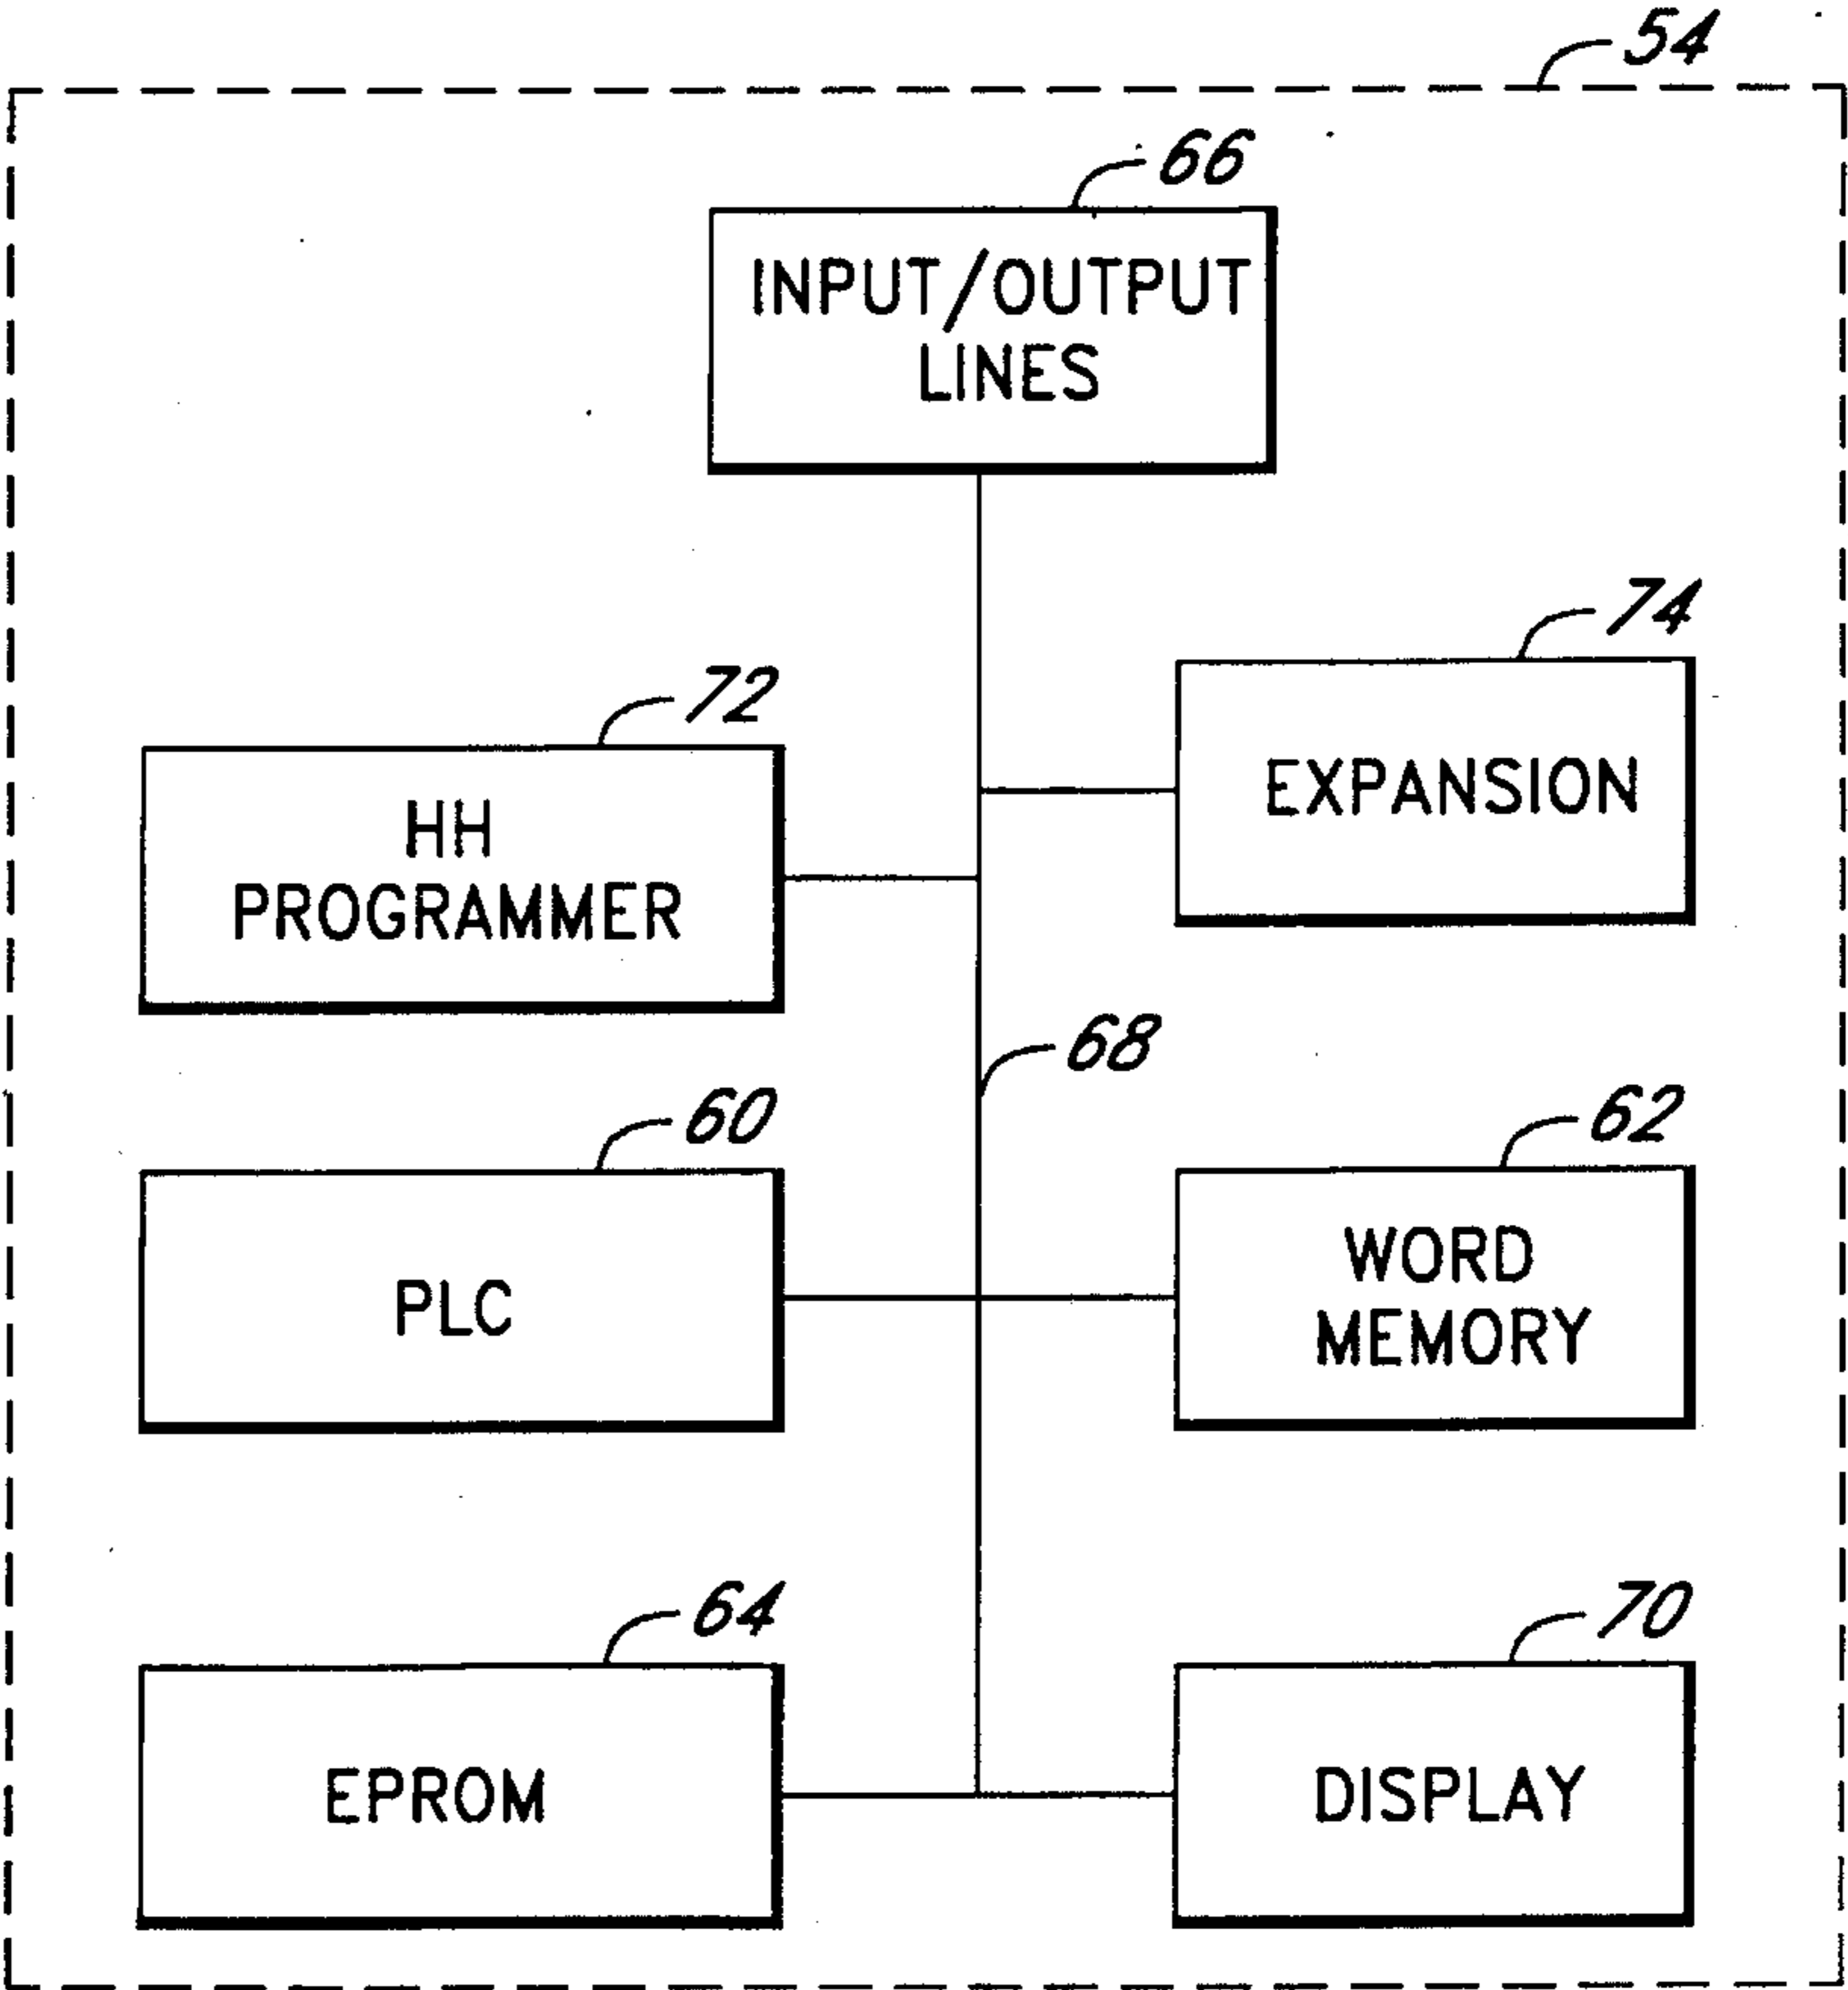 54
66
INPUT/OUTPUT
LINES
74
EXPANSION
72
HH
PROGRAMMER
68
60
PLC
62
WORD
MEMORY
64
EPROM
70
DISPLAY